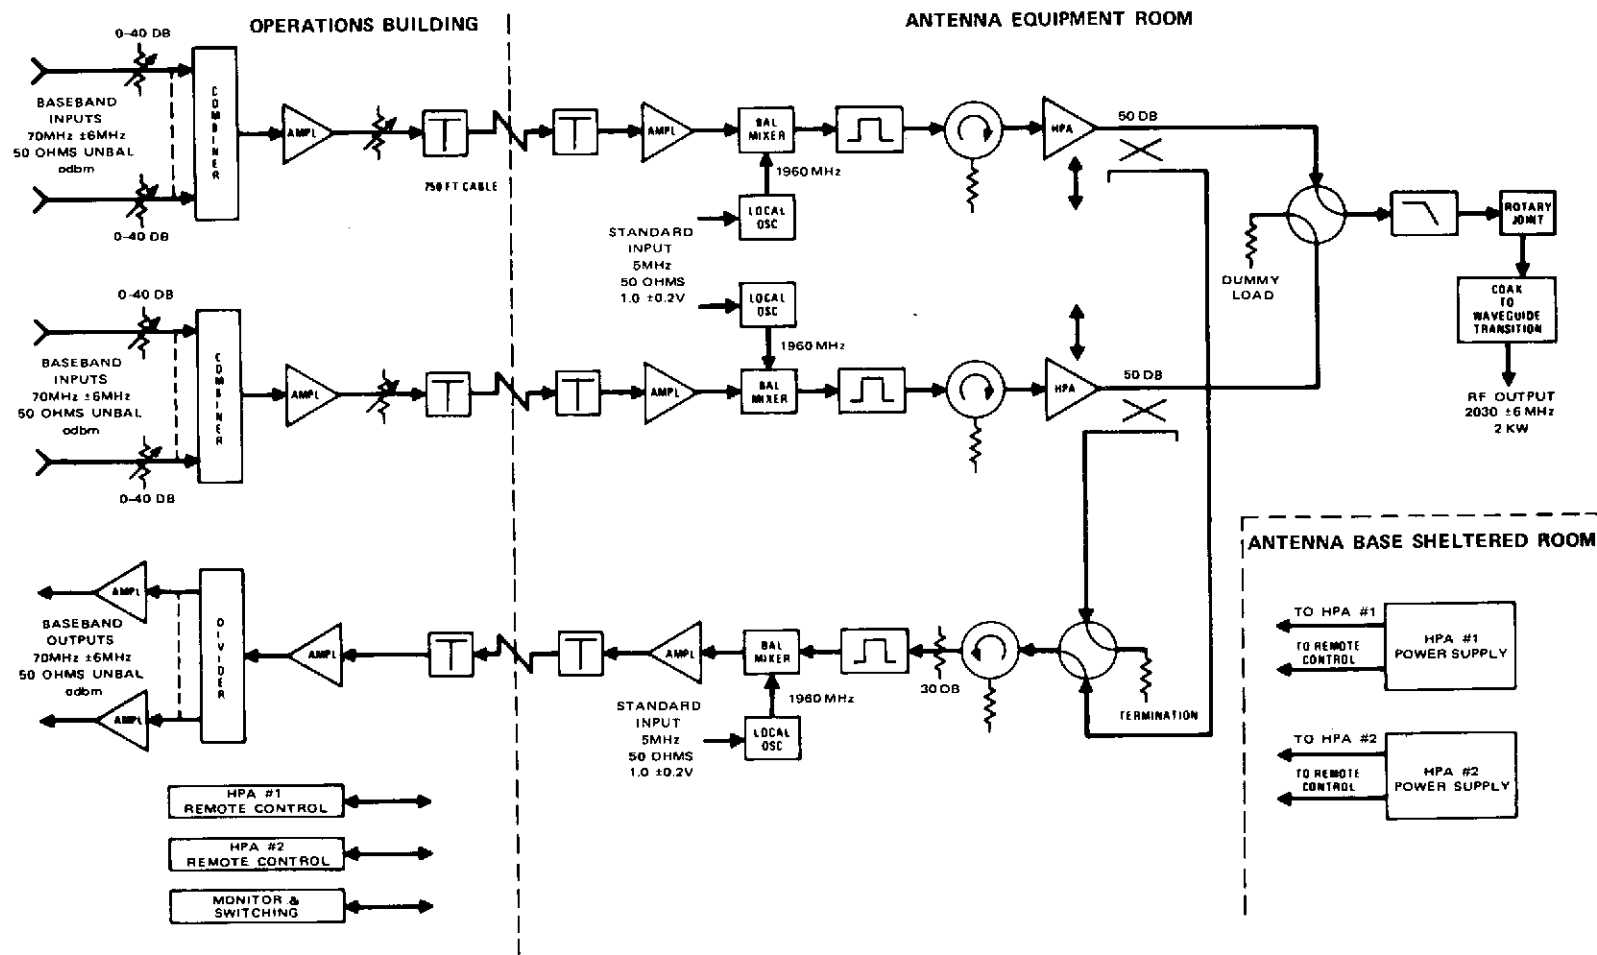 OPERATIONS BUILDING
ANTENNA EQUIPMENT ROOM
0-40 DB
BASEBAND
INPUTS
70MHz ±6MHz
50 OHMS UNBAL
odbm
0-40 DB
COMBINER
AMPL
T
750 FT CABLE
T
AMPL
BAL
MIXER
1960 MHz
LOCAL
OSC
STANDARD
INPUT
5MHz
50 OHMS
1.0 ±0.2V
HPA
50 DB
DUMMY
LOAD
ROTARY
JOINT
COAX
TO
WAVEGUIDE
TRANSITION
RF OUTPUT
2030 ±6 MHz
2 KW
0-40 DB
BASEBAND
INPUTS
70MHz ±6MHz
50 OHMS UNBAL
odbm
0-40 DB
COMBINER
AMPL
T
T
AMPL
LOCAL
OSC
1960 MHz
BAL
MIXER
HPA
50 DB
AMPL
BASEBAND
OUTPUTS
70MHz ±6MHz
50 OHMS UNBAL
odbm
AMPL
DIVIDER
AMPL
T
T
AMPL
BAL
MIXER
1960 MHz
LOCAL
OSC
STANDARD
INPUT
5MHz
50 OHMS
1.0 ±0.2V
30 DB
TERMINATION
ANTENNA BASE SHELTERED ROOM
TO HPA #1
TO REMOTE
CONTROL
HPA #1
POWER SUPPLY
TO HPA #2
TO REMOTE
CONTROL
HPA #2
POWER SUPPLY
HPA #1
REMOTE CONTROL
HPA #2
REMOTE CONTROL
MONITOR &
SWITCHING